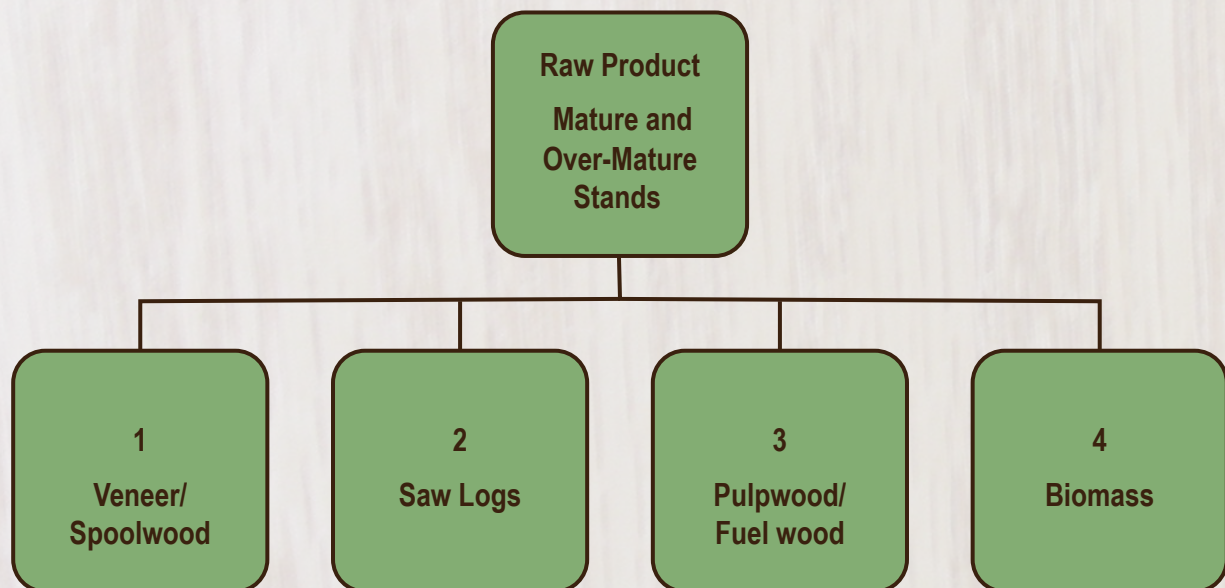 Raw Product
Mature and
Over-Mature
Stands
1
Veneer/
Spoolwood
2
Saw Logs
3
Pulpwood/
Fuel wood
4
Biomass